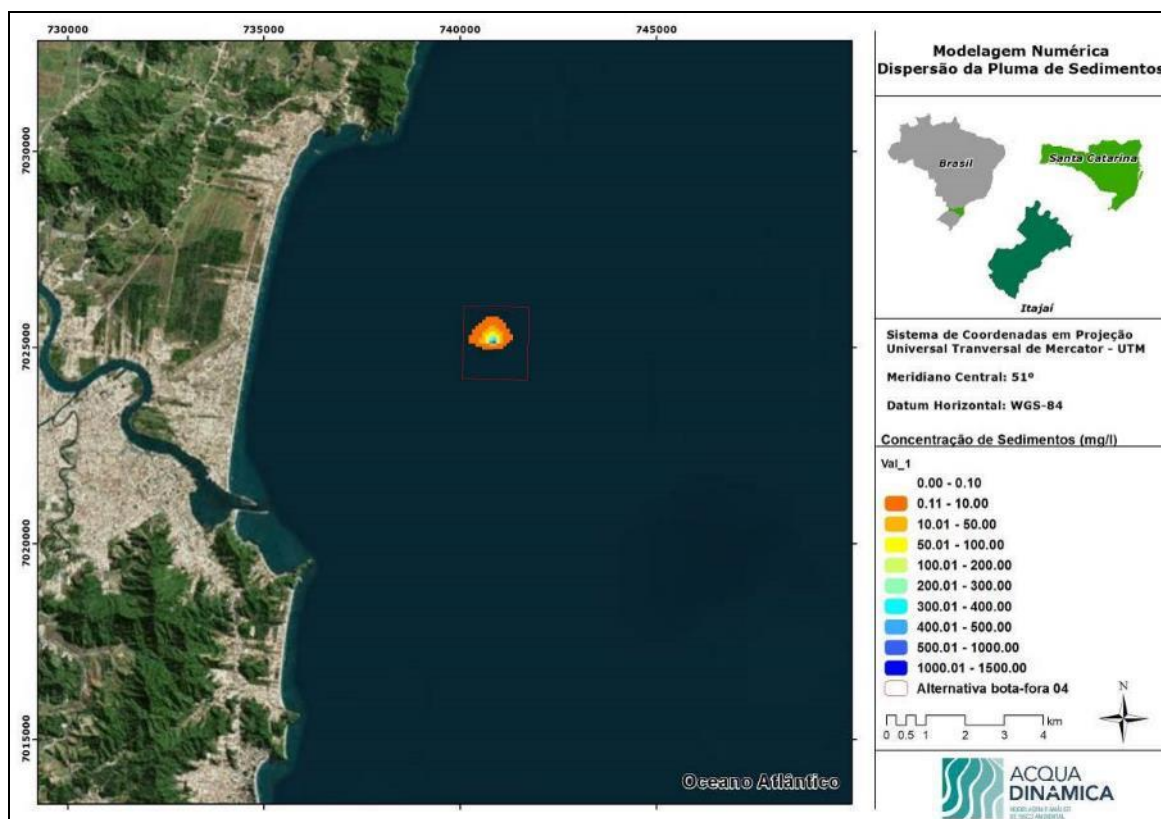 730000
735000
740000
745000
7030000
7025000
7020000
7015000
Oceano Atlântico
Modelagem Numérica
Dispersão da Pluma de Sedimentos
Brasil
Santa Catarina
Itajaí
Sistema de Coordenadas em Projeção
Universal Tranversal de Mercator - UTM
Meridiano Central: 51º
Datum Horizontal: WGS-84
Concentração de Sedimentos (mg/l)
Val_1
0.00 - 0.10
0.11 - 10.00
10.01 - 50.00
50.01 - 100.00
100.01 - 200.00
200.01 - 300.00
300.01 - 400.00
400.01 - 500.00
500.01 - 1000.00
1000.01 - 1500.00
Alternativa bota-fora 04
N
km
0 0.5 1 2 3 4
ACQUA
DINÂMICA